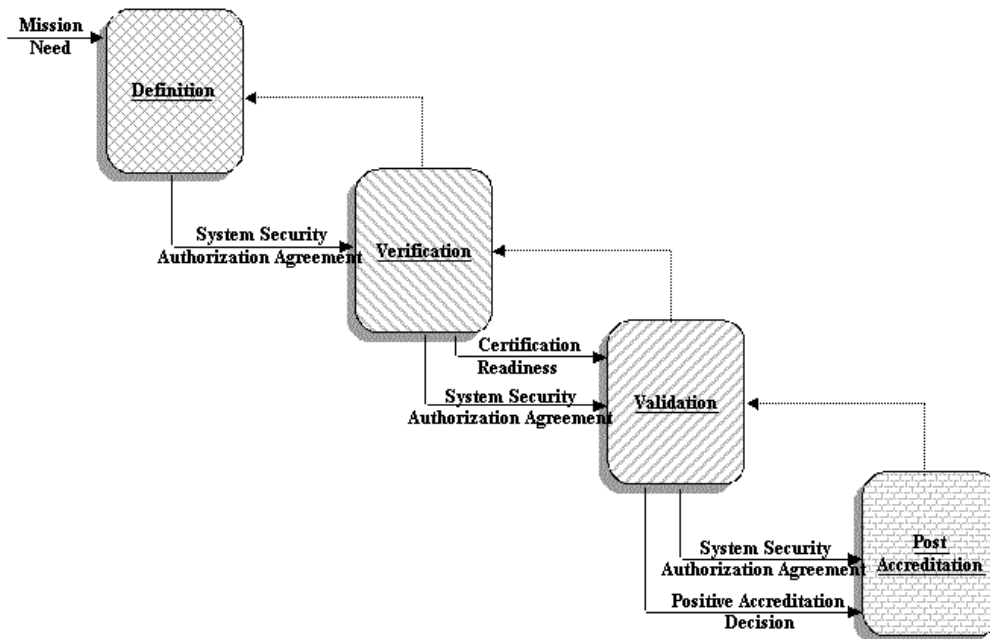 Mission
Need
Definition
System Security
Authorization Agreement
Verification
Certification
Readiness
System Security
Authorization Agreement
Validation
System Security
Authorization Agreement
Post
Accreditation
Positive Accreditation
Decision